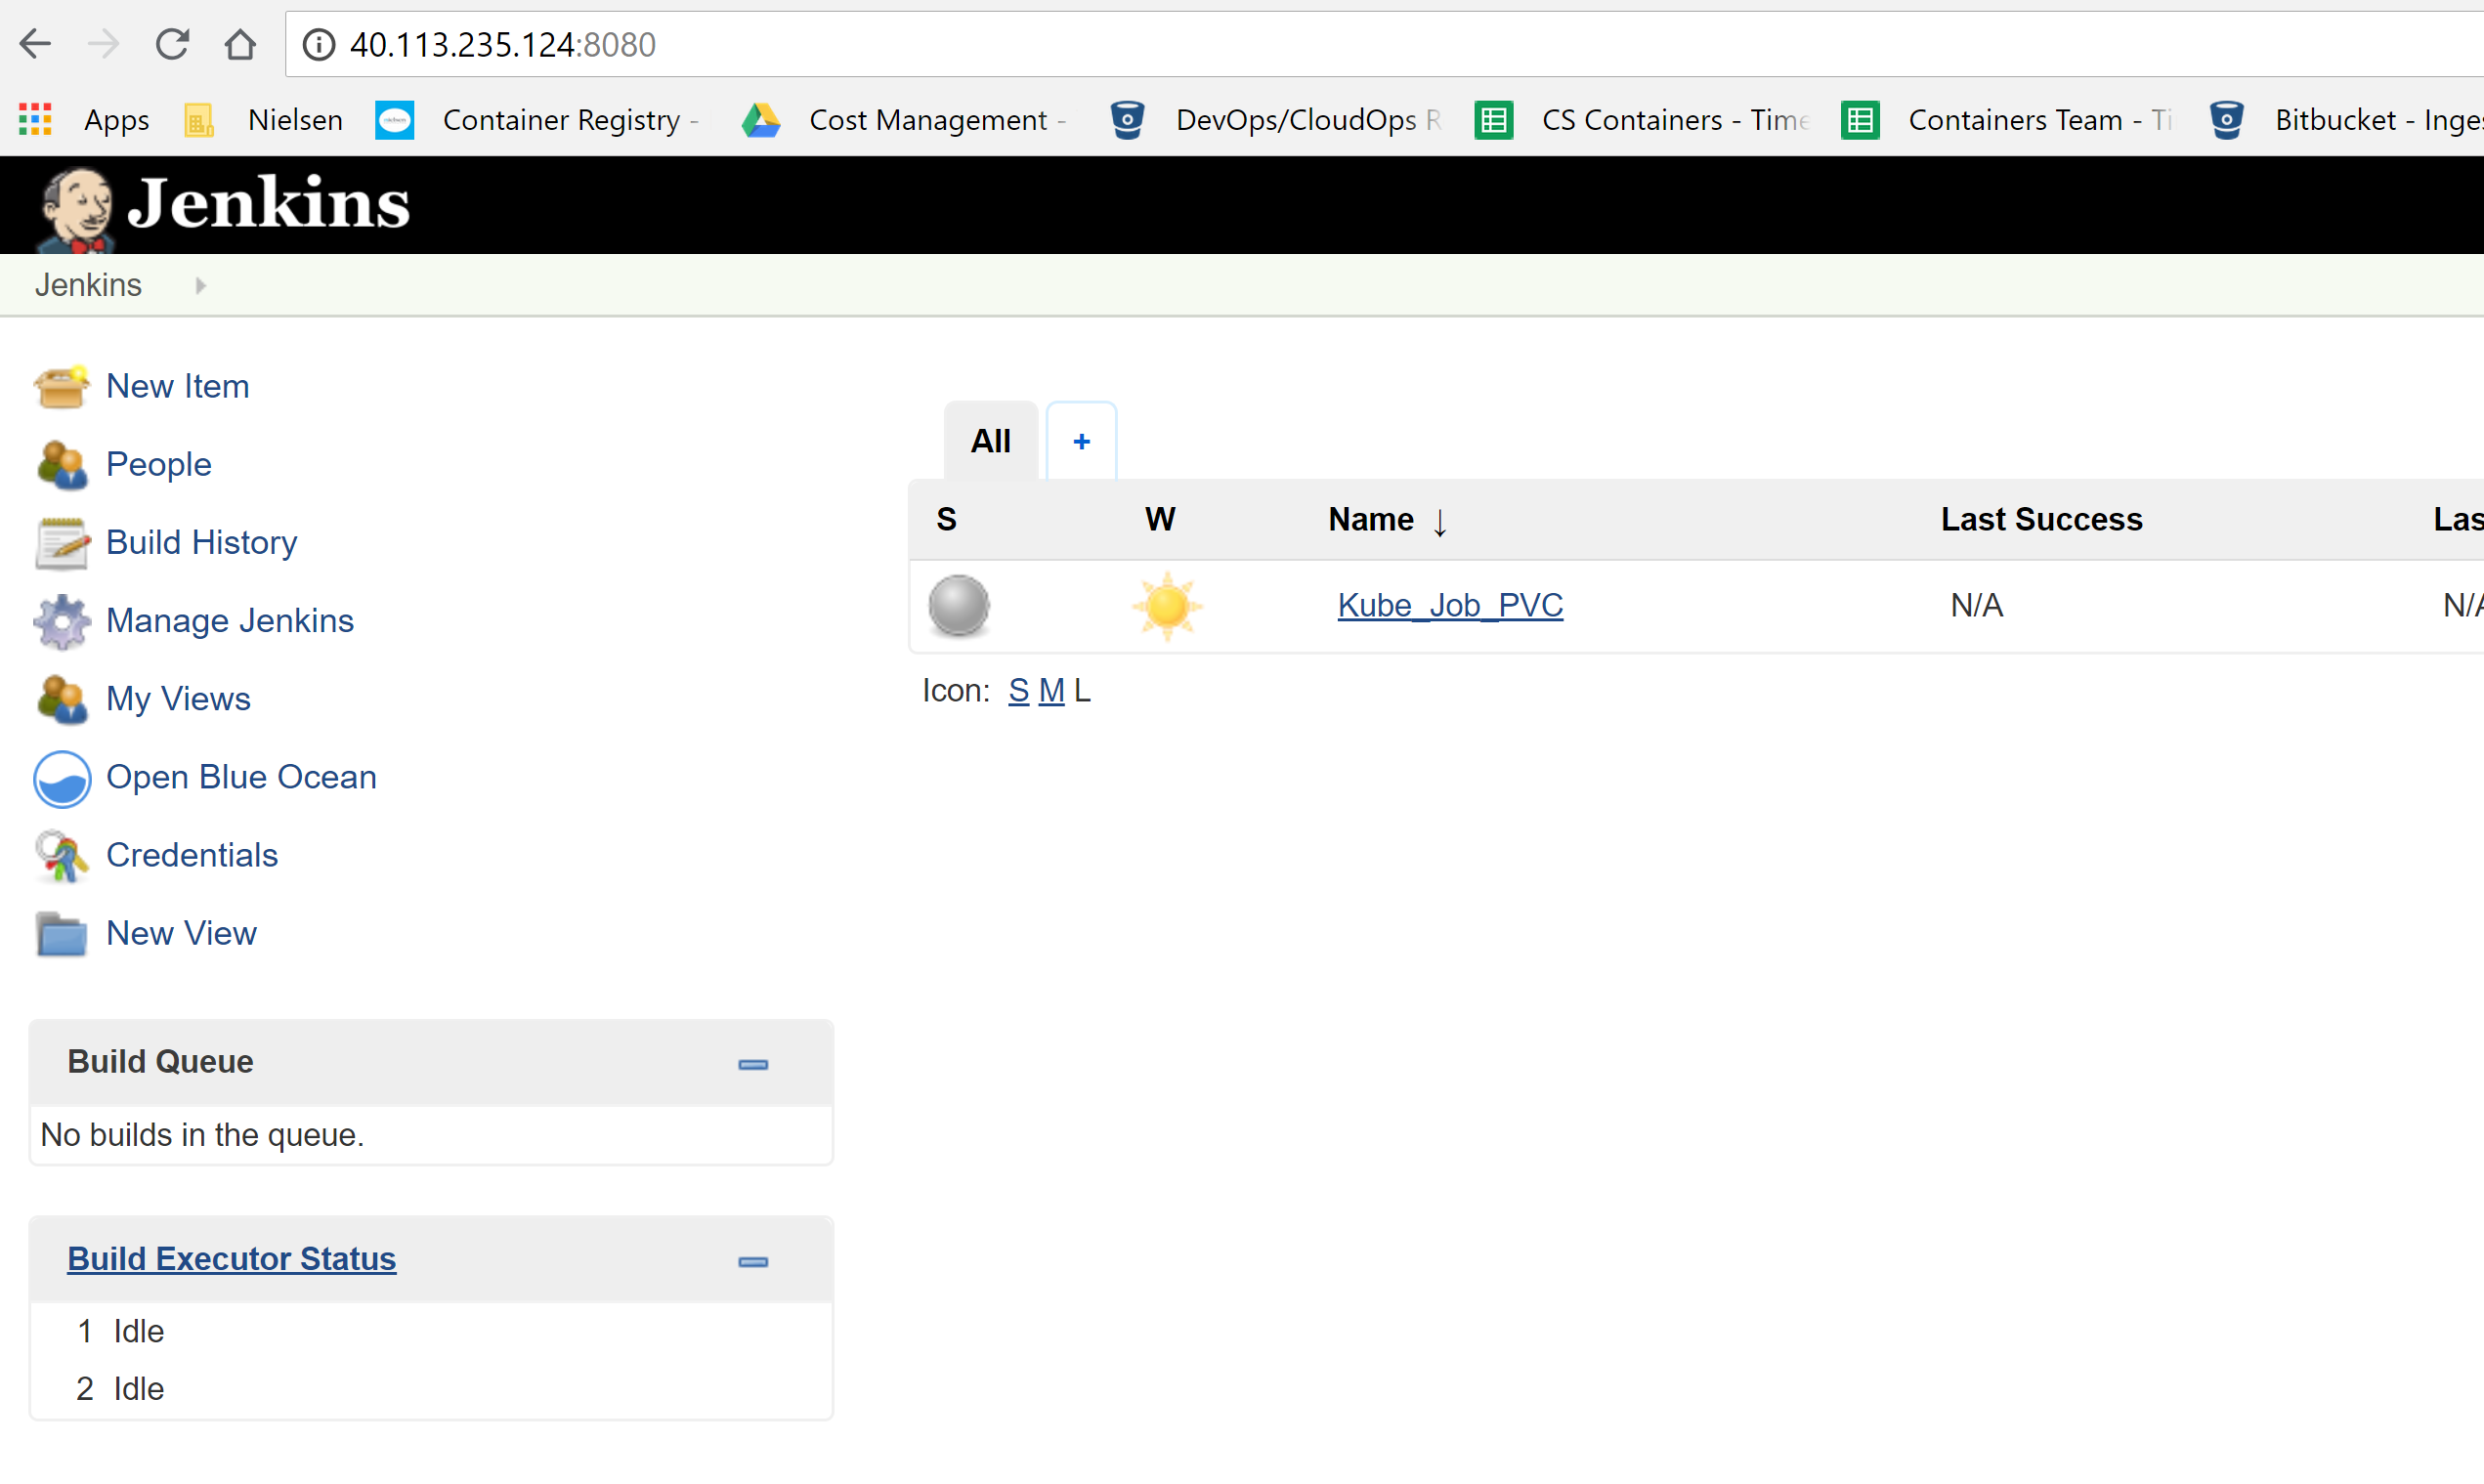 40.113.235.124:8080
Apps Nielsen Container Registry - Cost Management - DevOps/CloudOps R CS Containers - Time Containers Team - Ti Bitbucket - Inges
Jenkins
Jenkins
New Item
People
Build History
Manage Jenkins
My Views
Open Blue Ocean
Credentials
New View
All +
S W Name ↓ Last Success Las
Kube_Job_PVC N/A N/A
Icon: S M L
Build Queue
No builds in the queue.
Build Executor Status
1 Idle
2 Idle